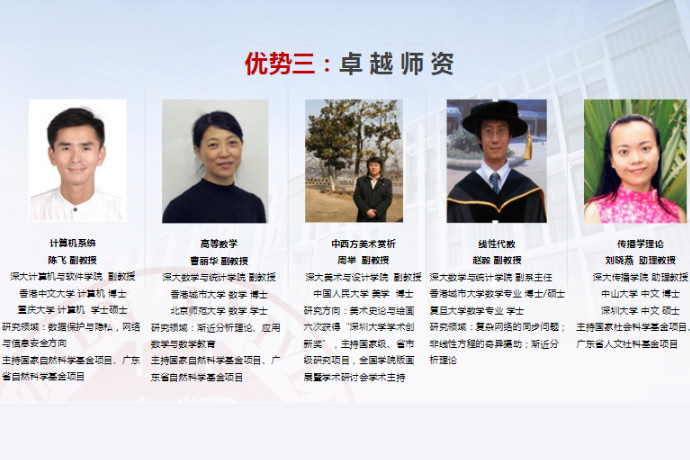 优势三：卓越师资
计算机系统
陈飞 副教授
深大计算机与软件学院 副教授
香港中文大学 计算机 博士
重庆大学 计算机 学士硕士
研究领域：数据保护与隐私，网络
与信息安全方向
主持国家自然科学基金项目、广东
省自然科学基金项目
高等数学
曹丽华 副教授
深大数学与统计学院 副教授
香港城市大学 数学 博士
北京师范大学 数学 学士
研究领域：渐近分析理论、应用
数学与数学教育
主持国家自然科学基金项目、广
东省自然科学基金项目
中西方美术赏析
周举 副教授
深大美术与设计学院 副教授
中国人民大学 美学 博士
研究方向：美术史论与绘画
六次获得“深圳大学学术创
新奖”，主持国家级、省市
级研究项目，全国学院版画
展暨学术研讨会学术主持
线性代数
赵毅 副教授
深大数学与统计学院 副系主任
香港城市大学数学专业 博士/硕士
复旦大学数学专业 学士
研究领域：复杂网络的同步问题；
非线性方程的奇异摄动；渐近分
析理论
传播学理论
刘晓燕 助理教授
深大传播学院 助理教授
中山大学 中文 博士
深圳大学 中文 硕士
主持国家社会科学基金项目、
广东省人文社科基金项目